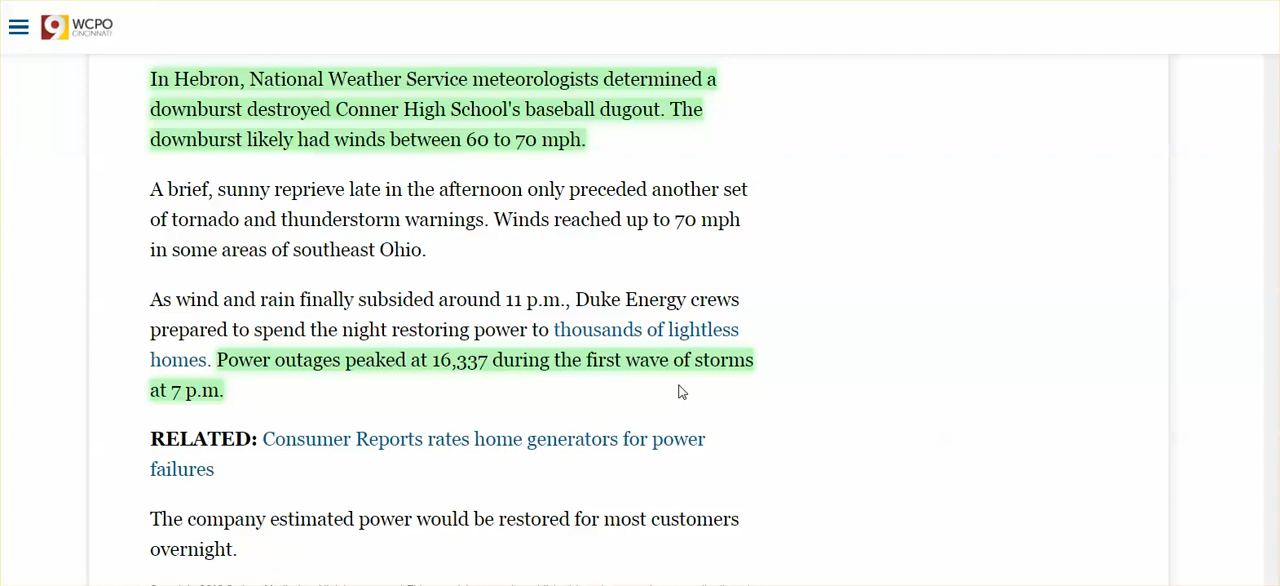 9 WCPO
CINCINNATI
In Hebron, National Weather Service meteorologists determined a
downburst destroyed Conner High School's baseball dugout. The
downburst likely had winds between 60 to 70 mph.
A brief, sunny reprieve late in the afternoon only preceded another set
of tornado and thunderstorm warnings. Winds reached up to 70 mph
in some areas of southeast Ohio.
As wind and rain finally subsided around 11 p.m., Duke Energy crews
prepared to spend the night restoring power to thousands of lightless
homes. Power outages peaked at 16,337 during the first wave of storms
at 7 p.m.
RELATED: Consumer Reports rates home generators for power
failures
The company estimated power would be restored for most customers
overnight.